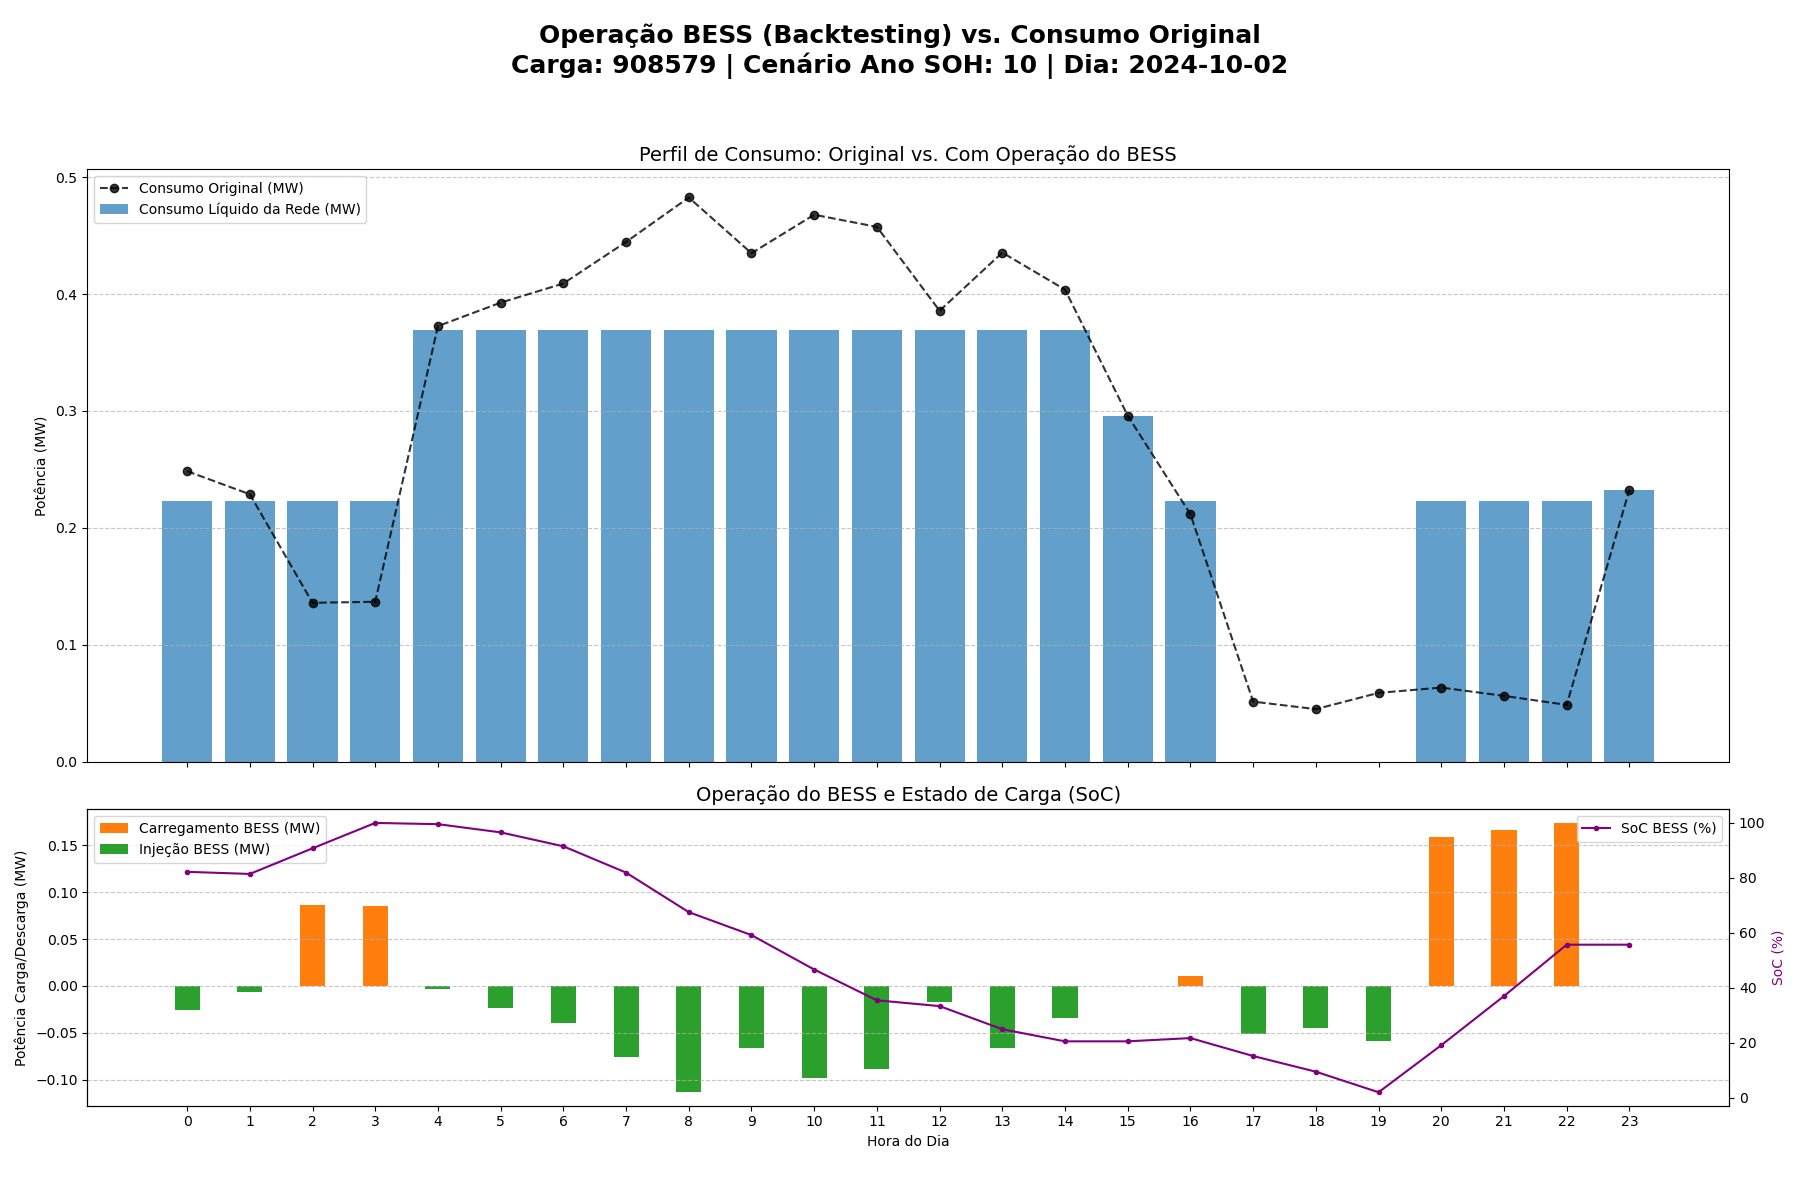 Operação BESS (Backtesting) vs. Consumo Original
Carga: 908579 | Cenário Ano SOH: 10 | Dia: 2024-10-02
Perfil de Consumo: Original vs. Com Operação do BESS
Consumo Original (MW)
Consumo Líquido da Rede (MW)
Potência (MW)
0.5
0.4
0.3
0.2
0.1
0.0
Operação do BESS e Estado de Carga (SoC)
Carregamento BESS (MW)
Injeção BESS (MW)
SoC BESS (%)
Potência Carga/Descarga (MW)
0.15
0.10
0.05
0.00
−0.05
−0.10
100
80
60
40
20
0
SoC (%)
0 1 2 3 4 5 6 7 8 9 10 11 12 13 14 15 16 17 18 19 20 21 22 23
Hora do Dia